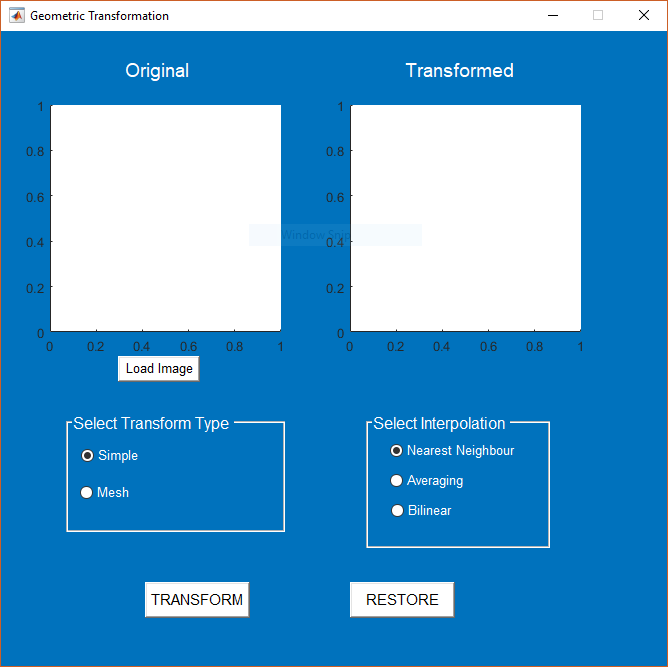 Geometric Transformation
Original Transformed
1 1
0.8 0.8
0.6 0.6
Window Snip
0.4 0.4
0.2 0.2
0 0
0 0.2 0.4 0.6 0.8 1 0 0.2 0.4 0.6 0.8 1
Load Image
Select Transform Type
Simple
Mesh
Select Interpolation
Nearest Neighbour
Averaging
Bilinear
TRANSFORM RESTORE